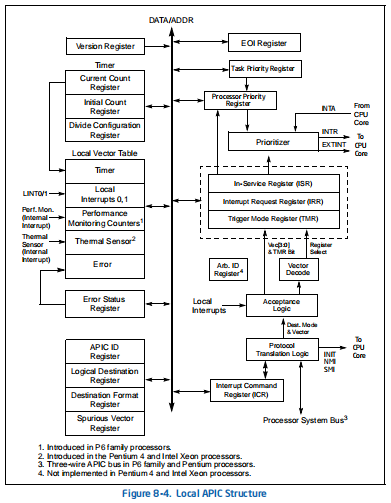 DATA/ADDR
Version Register
EOI Register
Timer
Task Priority Register
Current Count
Register
Initial Count
Register
Divide Configuration
Register
Processor Priority
Register
INTA
From
CPU
Core
Prioritizer
INTR
EXTINT
To
CPU
Core
Local Vector Table
Timer
Local
Interrupts 0,1
Performance
Monitoring Counters1
Thermal Sensor2
Error
LINT0/1
Perf. Mon.
(Internal
Interrupt)
Thermal
Sensor
(Internal
Interrupt)
In-Service Register (ISR)
Interrupt Request Register (IRR)
Trigger Mode Register (TMR)
Vec[3:0]
& TMR Bit
Register
Select
Arb. ID
Register4
Vector
Decode
Error Status
Register
Local
Interrupts
Acceptance
Logic
Dest. Mode
& Vector
APIC ID
Register
Logical Destination
Register
Destination Format
Register
Spurious Vector
Register
Protocol
Translation Logic
To
CPU
Core
INIT
NMI
SMI
Interrupt Command
Register (ICR)
Processor System Bus3
1. Introduced in P6 family processors.
2. Introduced in the Pentium 4 and Intel Xeon processors.
3. Three-wire APIC bus in P6 family and Pentium processors.
4. Not implemented in Pentium 4 and Intel Xeon processors.
Figure 8-4. Local APIC Structure